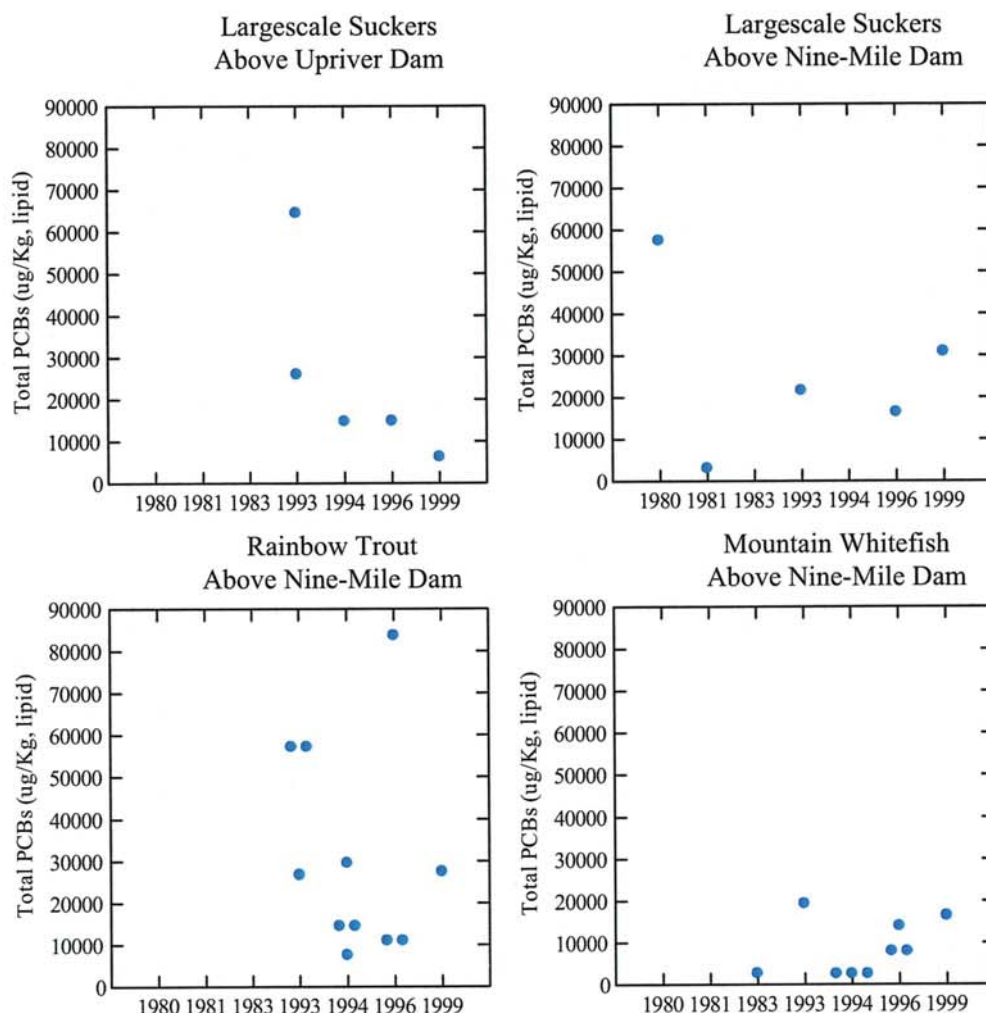 Largescale Suckers
Above Upriver Dam
Total PCBs (ug/Kg, lipid)
90000
80000
70000
60000
50000
40000
30000
20000
10000
0
1980 1981 1983 1993 1994 1996 1999
Largescale Suckers
Above Nine-Mile Dam
Total PCBs (ug/Kg, lipid)
90000
80000
70000
60000
50000
40000
30000
20000
10000
0
1980 1981 1983 1993 1994 1996 1999
Rainbow Trout
Above Nine-Mile Dam
Total PCBs (ug/Kg, lipid)
90000
80000
70000
60000
50000
40000
30000
20000
10000
0
1980 1981 1983 1993 1994 1996 1999
Mountain Whitefish
Above Nine-Mile Dam
Total PCBs (ug/Kg, lipid)
90000
80000
70000
60000
50000
40000
30000
20000
10000
0
1980 1981 1983 1993 1994 1996 1999